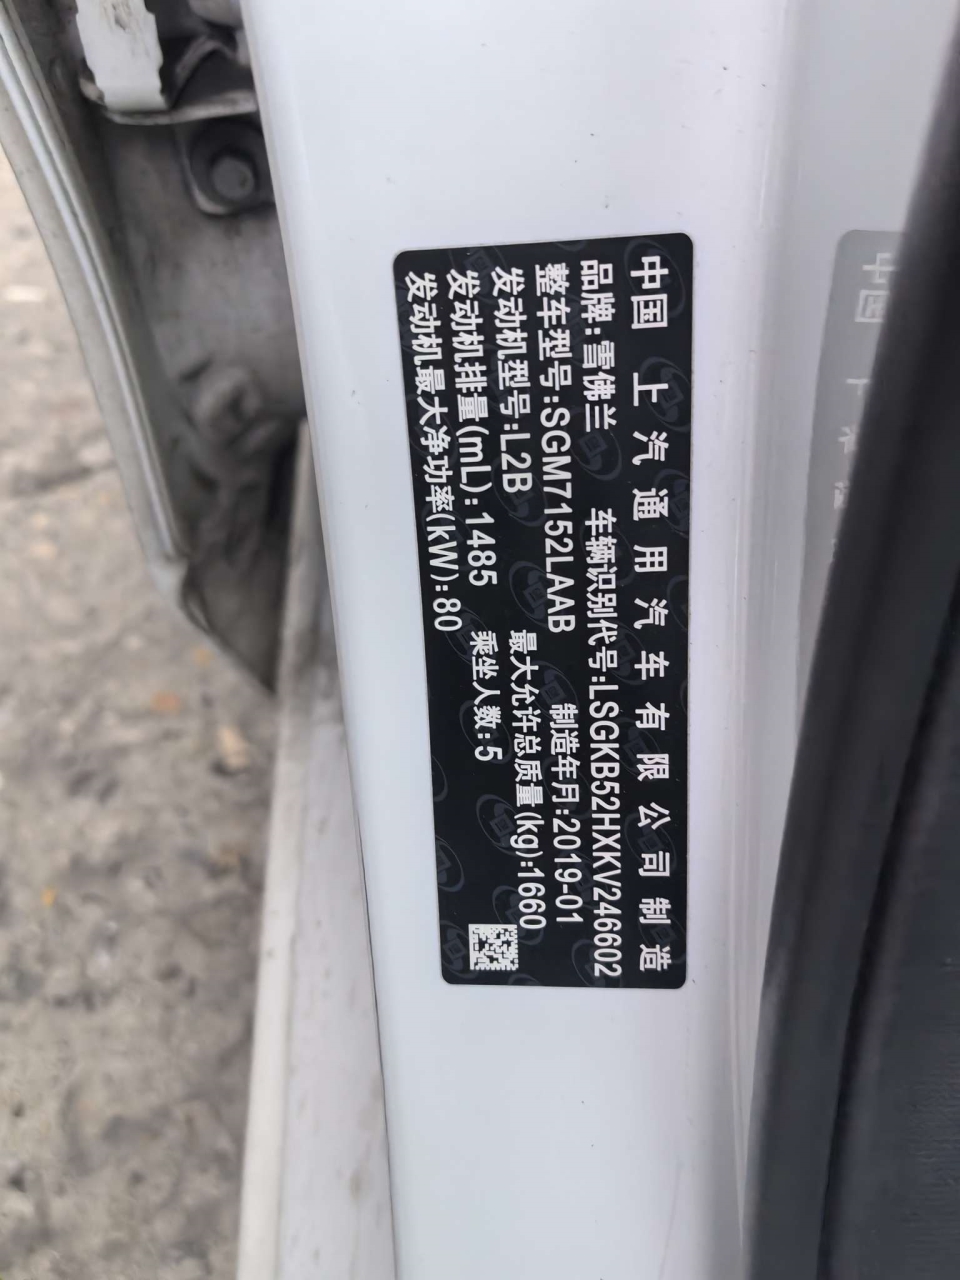 中国 上汽通用汽车有限公司制造
品牌:雪佛兰 车辆识别代号:LSGKB52HXKV246602
整车型号:SGM7152LAAB 制造年月:2019-01
发动机型号:L2B 最大允许总质量(kg):1660
发动机排量(mL):1485 乘坐人数:5
发动机最大净功率(kW):80
中国